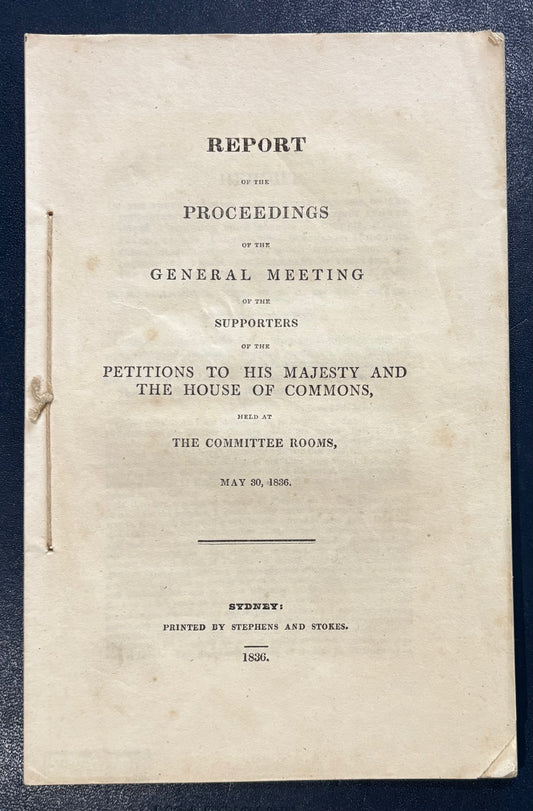 REPORT
OF THE
PROCEEDINGS
OF THE
GENERAL MEETING
OF THE
SUPPORTERS
OF THE
PETITIONS TO HIS MAJESTY AND
THE HOUSE OF COMMONS,
HELD AT
THE COMMITTEE ROOMS,
MAY 30, 1836.
SYDNEY:
PRINTED BY STEPHENS AND STOKES.
1836.